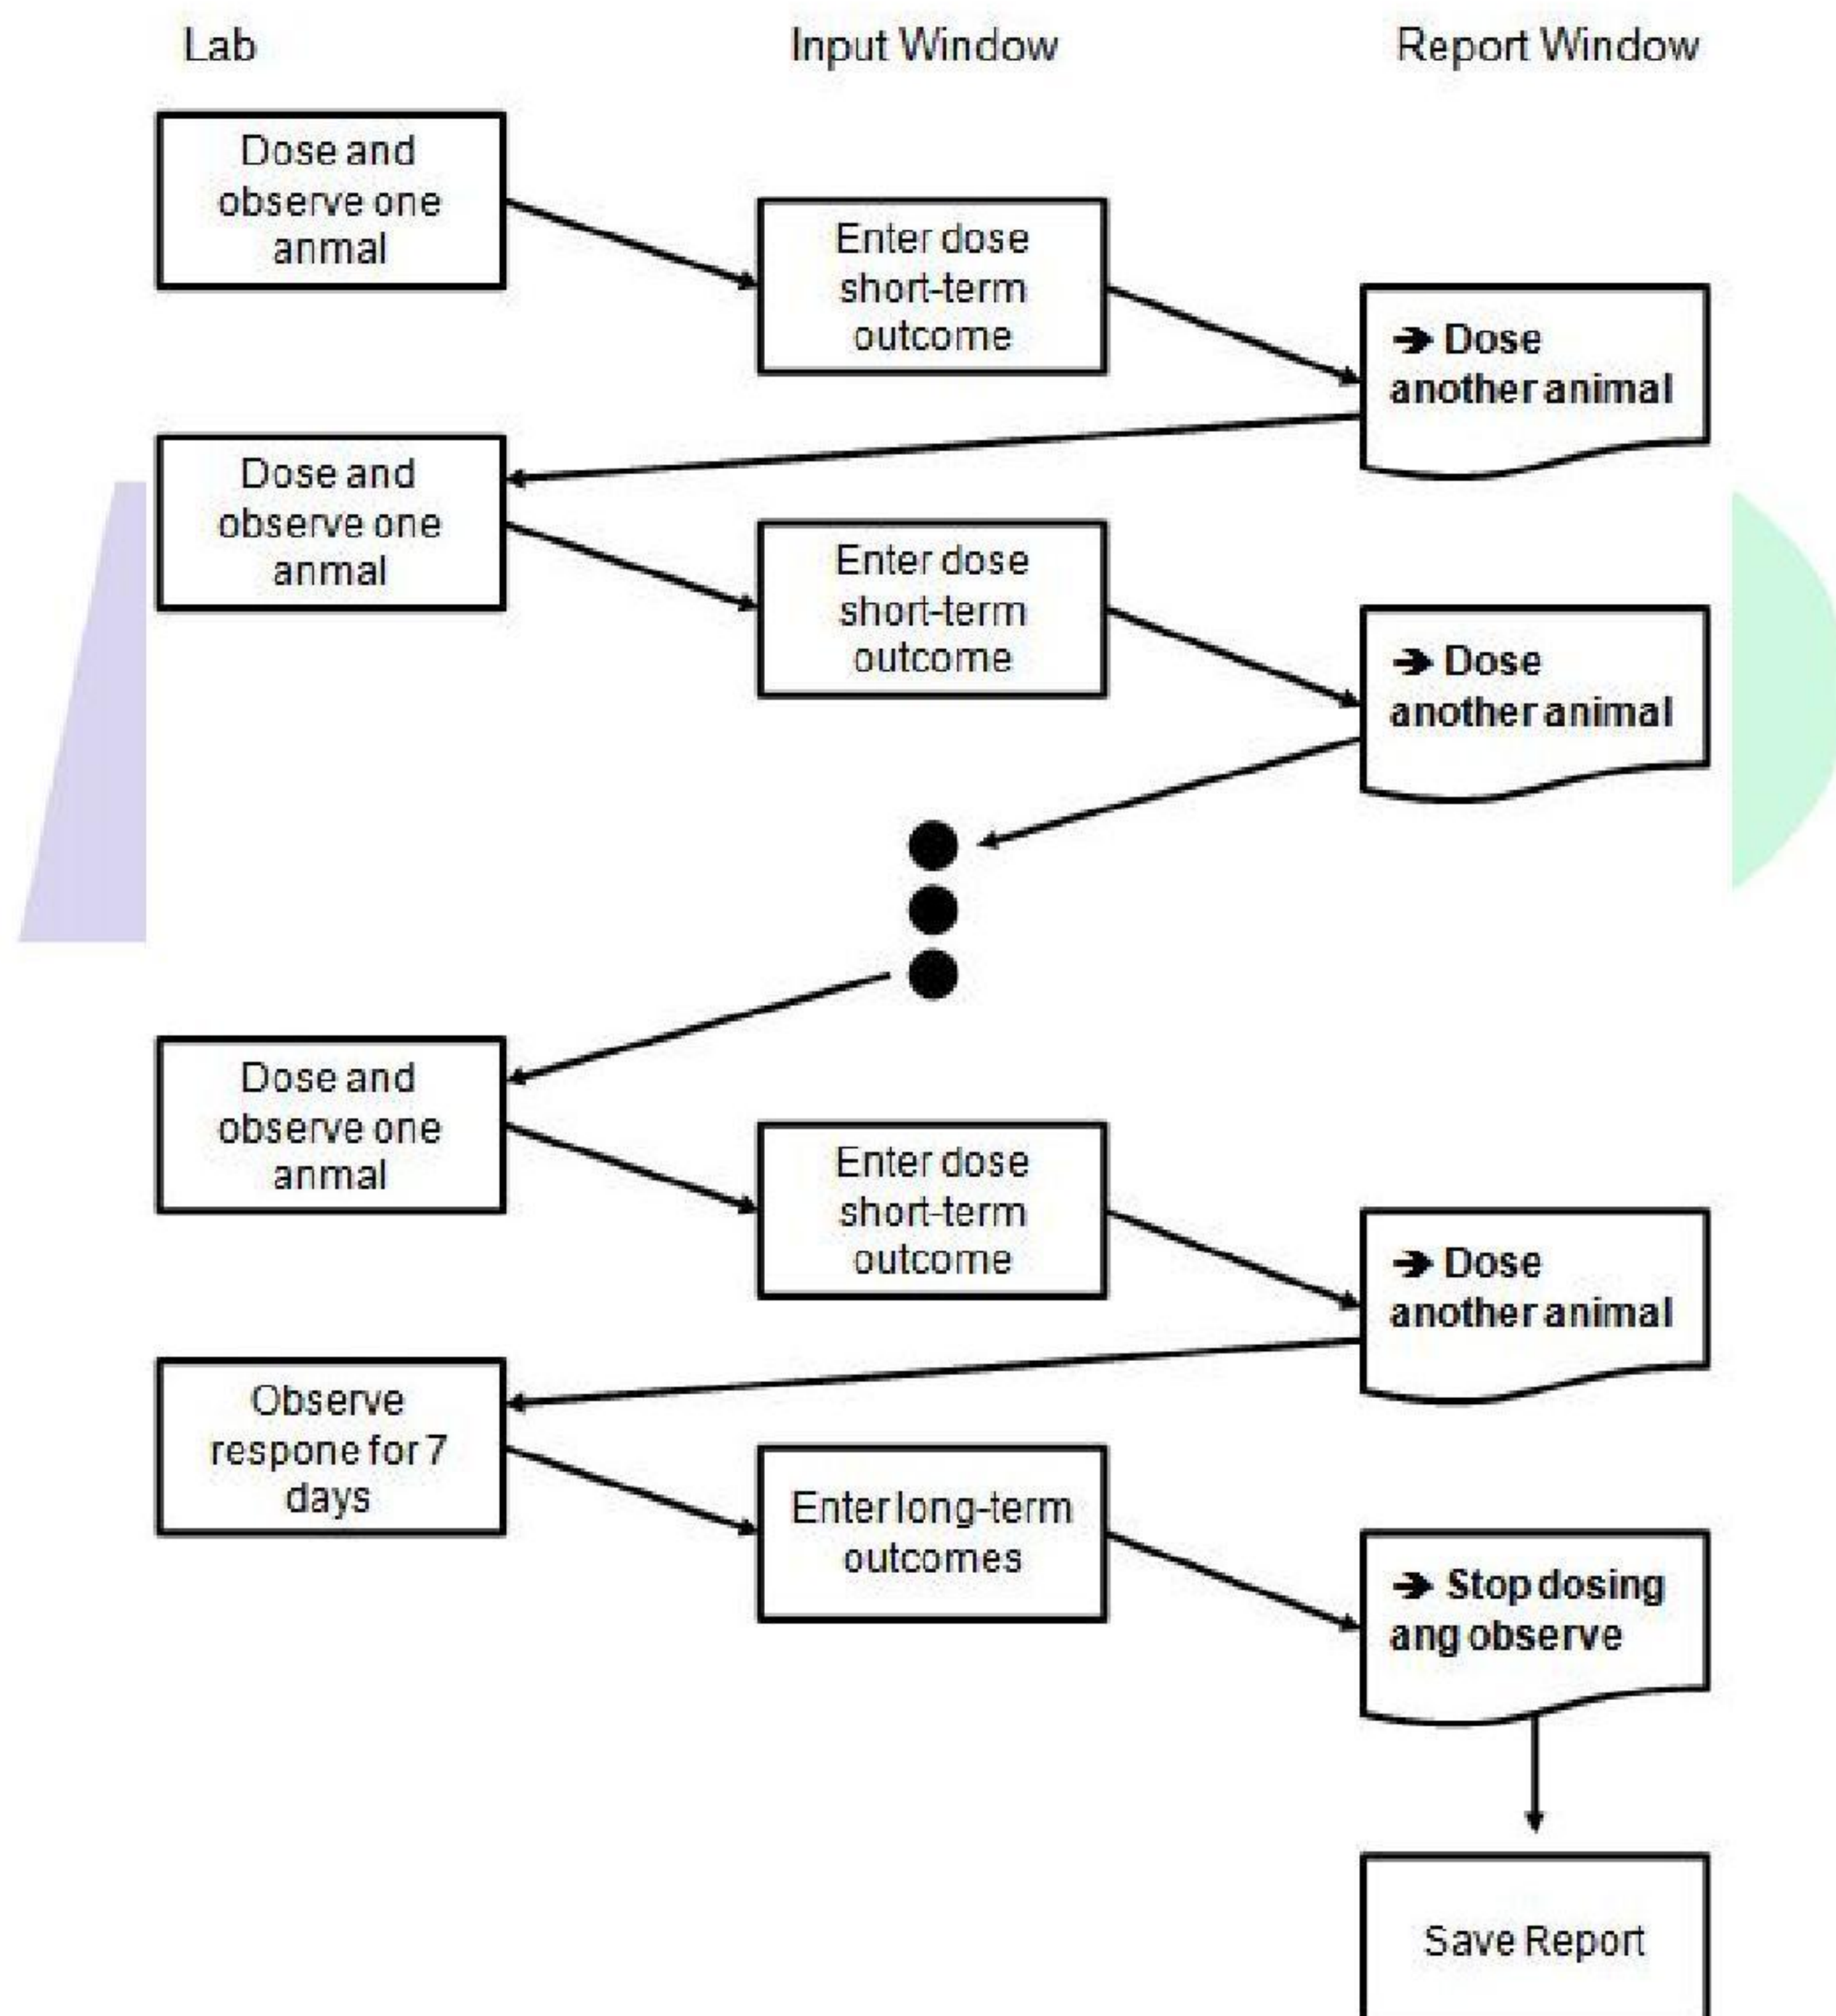 Lab
Input Window
Report Window
Dose and
observe one
anmal
Enter dose
short-term
outcome
➔ Dose
another animal
Dose and
observe one
anmal
Enter dose
short-term
outcome
➔ Dose
another animal
Dose and
observe one
anmal
Enter dose
short-term
outcome
➔ Dose
another animal
Observe
respone for 7
days
Enter long-term
outcomes
➔ Stop dosing
ang observe
Save Report